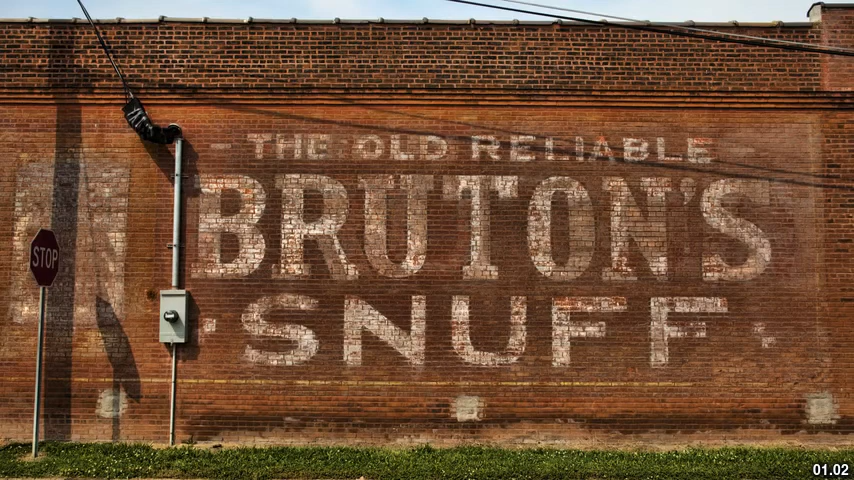 - THE OLD RELIABLE
BRUTON'S
· SNUFF ·
STOP
01.02